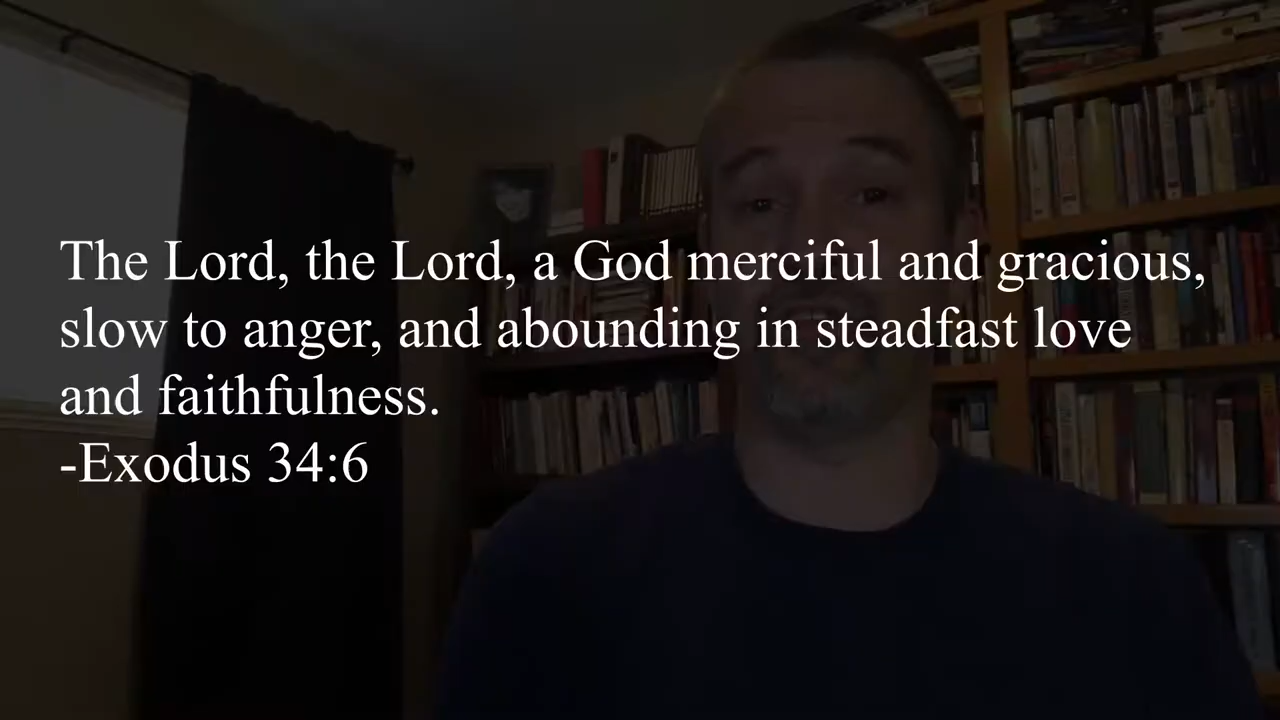 The Lord, the Lord, a God merciful and gracious,
slow to anger, and abounding in steadfast love
and faithfulness.
-Exodus 34:6